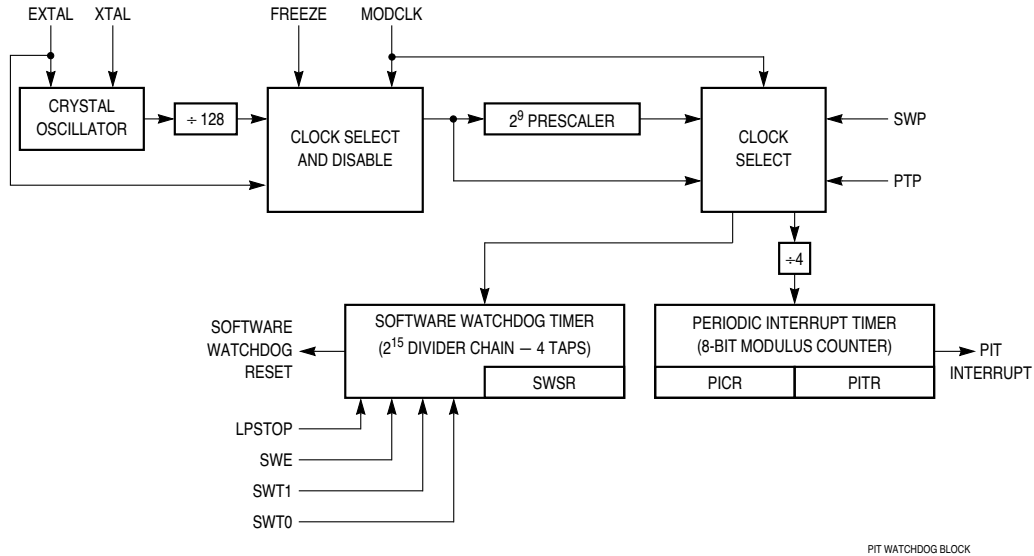 EXTAL XTAL FREEZE MODCLK
CRYSTAL
OSCILLATOR
÷ 128
CLOCK SELECT
AND DISABLE
2⁹ PRESCALER
CLOCK
SELECT
SWP
PTP
÷4
SOFTWARE
WATCHDOG
RESET
SOFTWARE WATCHDOG TIMER
(2¹⁵ DIVIDER CHAIN — 4 TAPS)
SWSR
PERIODIC INTERRUPT TIMER
(8-BIT MODULUS COUNTER)
PICR PITR
PIT
INTERRUPT
LPSTOP
SWE
SWT1
SWT0
PIT WATCHDOG BLOCK